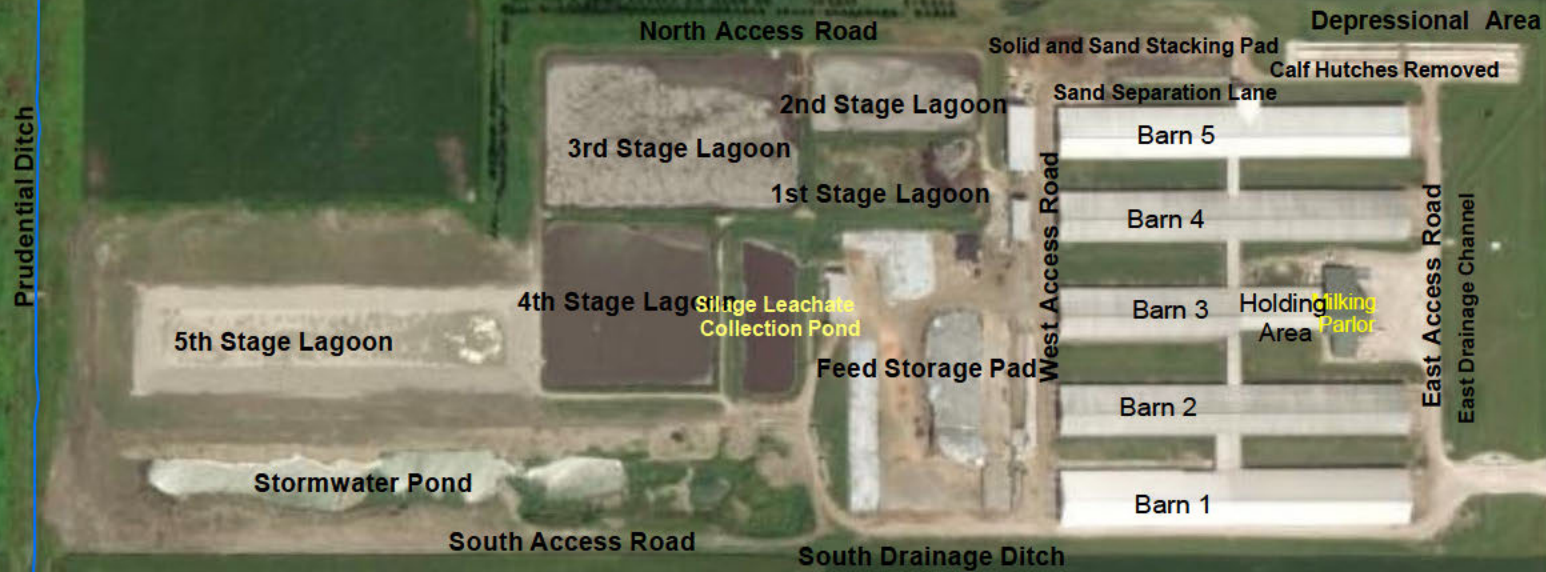 Depressional Area
North Access Road
Solid and Sand Stacking Pad
Calf Hutches Removed
Sand Separation Lane
2nd Stage Lagoon
Barn 5
3rd Stage Lagoon
1st Stage Lagoon
Prudential Ditch
West Access Road
Barn 4
East Access Road
East Drainage Channel
4th Stage Lagoon
Silage Leachate
Collection Pond
Barn 3
Holding
Area
Milking
Parlor
5th Stage Lagoon
Feed Storage Pad
Barn 2
Stormwater Pond
Barn 1
South Access Road
South Drainage Ditch